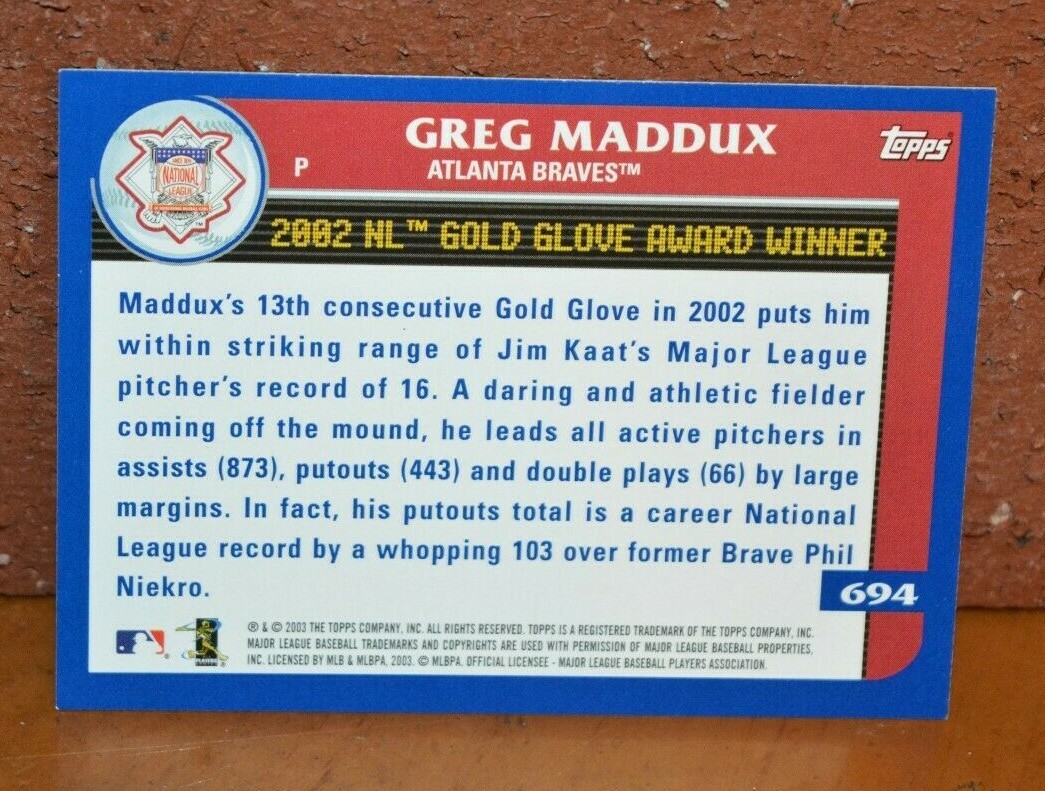 GREG MADDUX
TOPPS
P
ATLANTA BRAVES™
NATIONAL
LEAGUE
2002 NL™ GOLD GLOVE AWARD WINNER
Maddux's 13th consecutive Gold Glove in 2002 puts him
within striking range of Jim Kaat's Major League
pitcher's record of 16. A daring and athletic fielder
coming off the mound, he leads all active pitchers in
assists (873), putouts (443) and double plays (66) by large
margins. In fact, his putouts total is a career National
League record by a whopping 103 over former Brave Phil
Niekro.
694
® & © 2003 THE TOPPS COMPANY, INC. ALL RIGHTS RESERVED. TOPPS IS A REGISTERED TRADEMARK OF THE TOPPS COMPANY, INC.
MAJOR LEAGUE BASEBALL TRADEMARKS AND COPYRIGHTS ARE USED WITH PERMISSION OF MAJOR LEAGUE BASEBALL PROPERTIES,
INC. LICENSED BY MLB & MLBPA, 2003. © MLBPA. OFFICIAL LICENSEE - MAJOR LEAGUE BASEBALL PLAYERS ASSOCIATION.